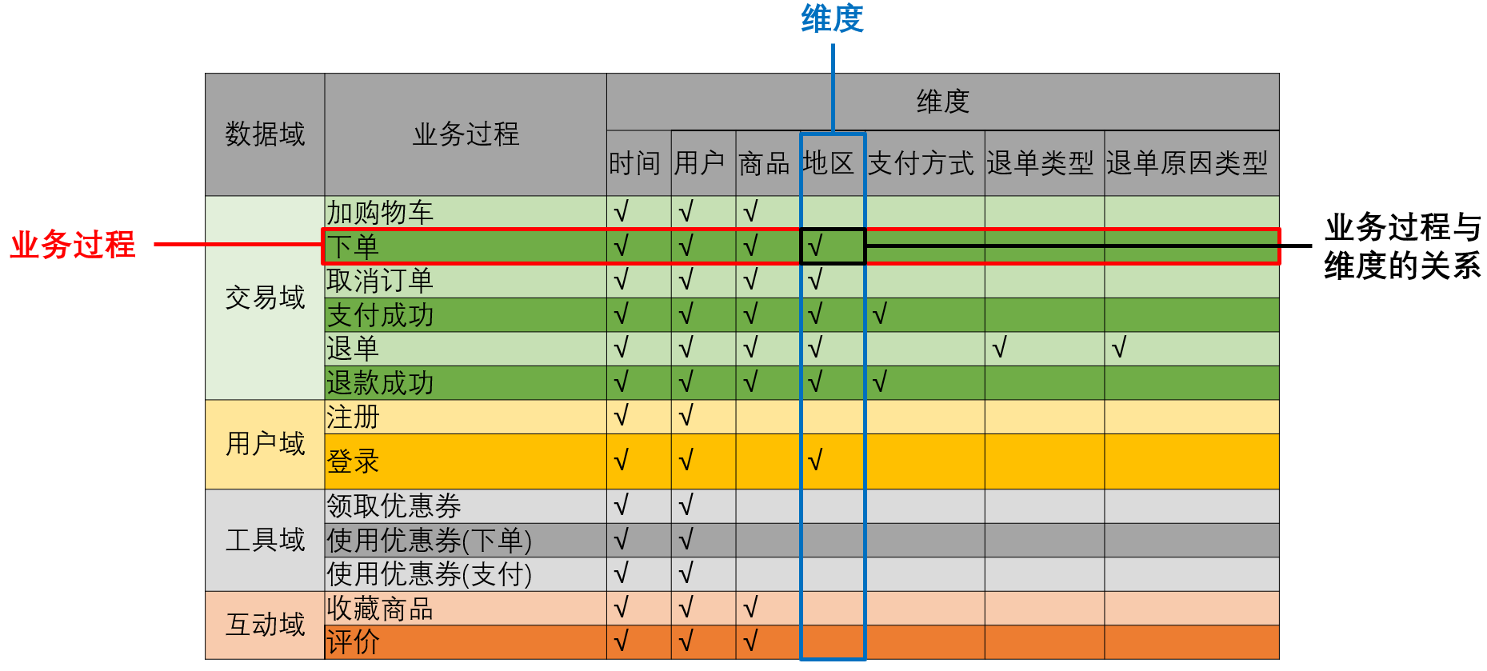 维度
数据域 业务过程 维度
时间 用户 商品 地区 支付方式 退单类型 退单原因类型
交易域
加购物车 √ √ √
业务过程
下单 √ √ √ √
业务过程与
维度的关系
取消订单 √ √ √ √
支付成功 √ √ √ √ √
退单 √ √ √ √ √ √
退款成功 √ √ √ √ √
用户域
注册 √ √
登录 √ √ √
工具域
领取优惠券 √ √
使用优惠券(下单) √ √
使用优惠券(支付) √ √
互动域
收藏商品 √ √ √
评价 √ √ √